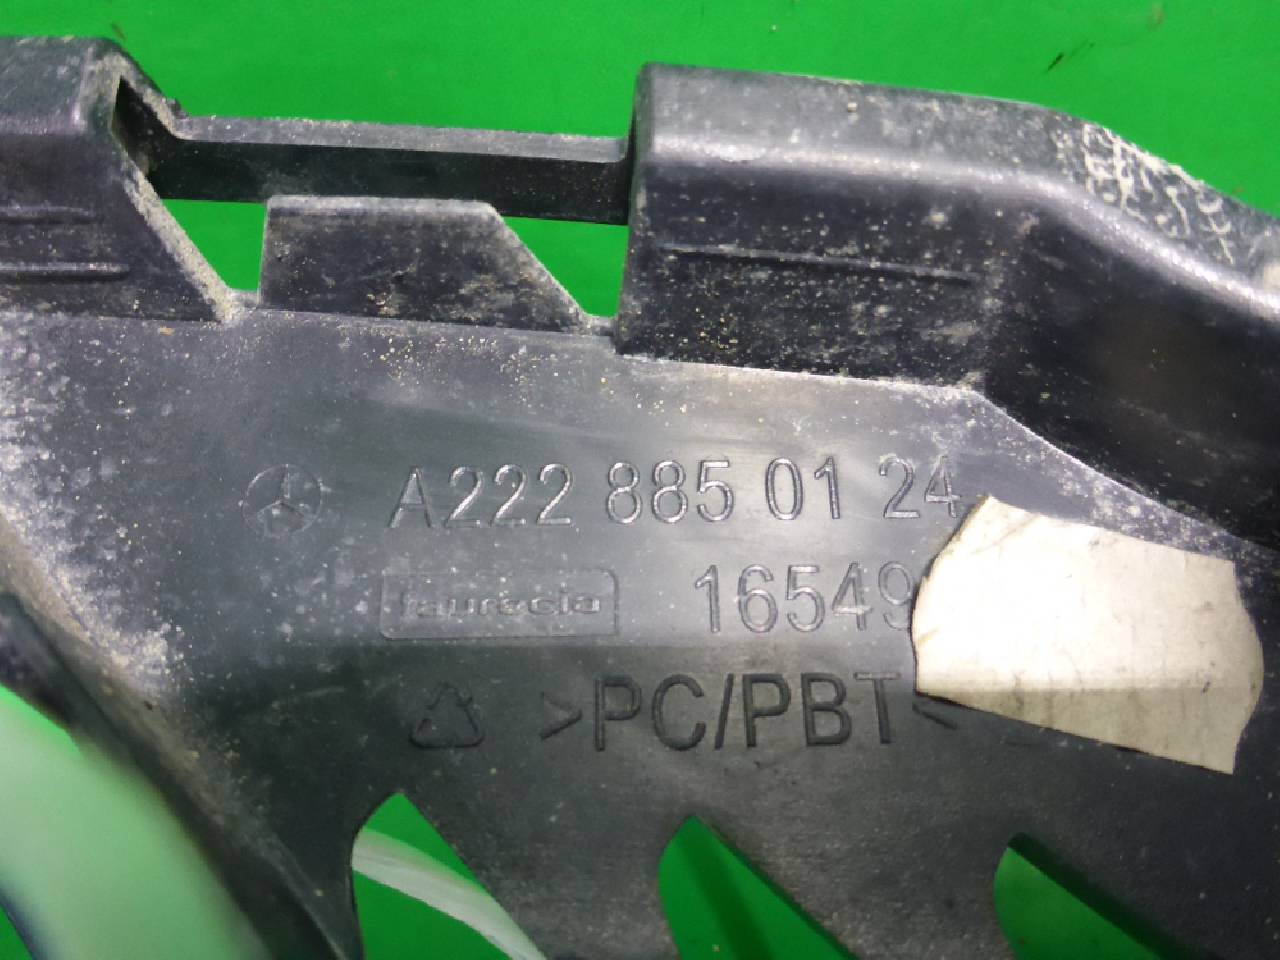 A222 885 01 24
faurecia
16549
>PC/PBT<